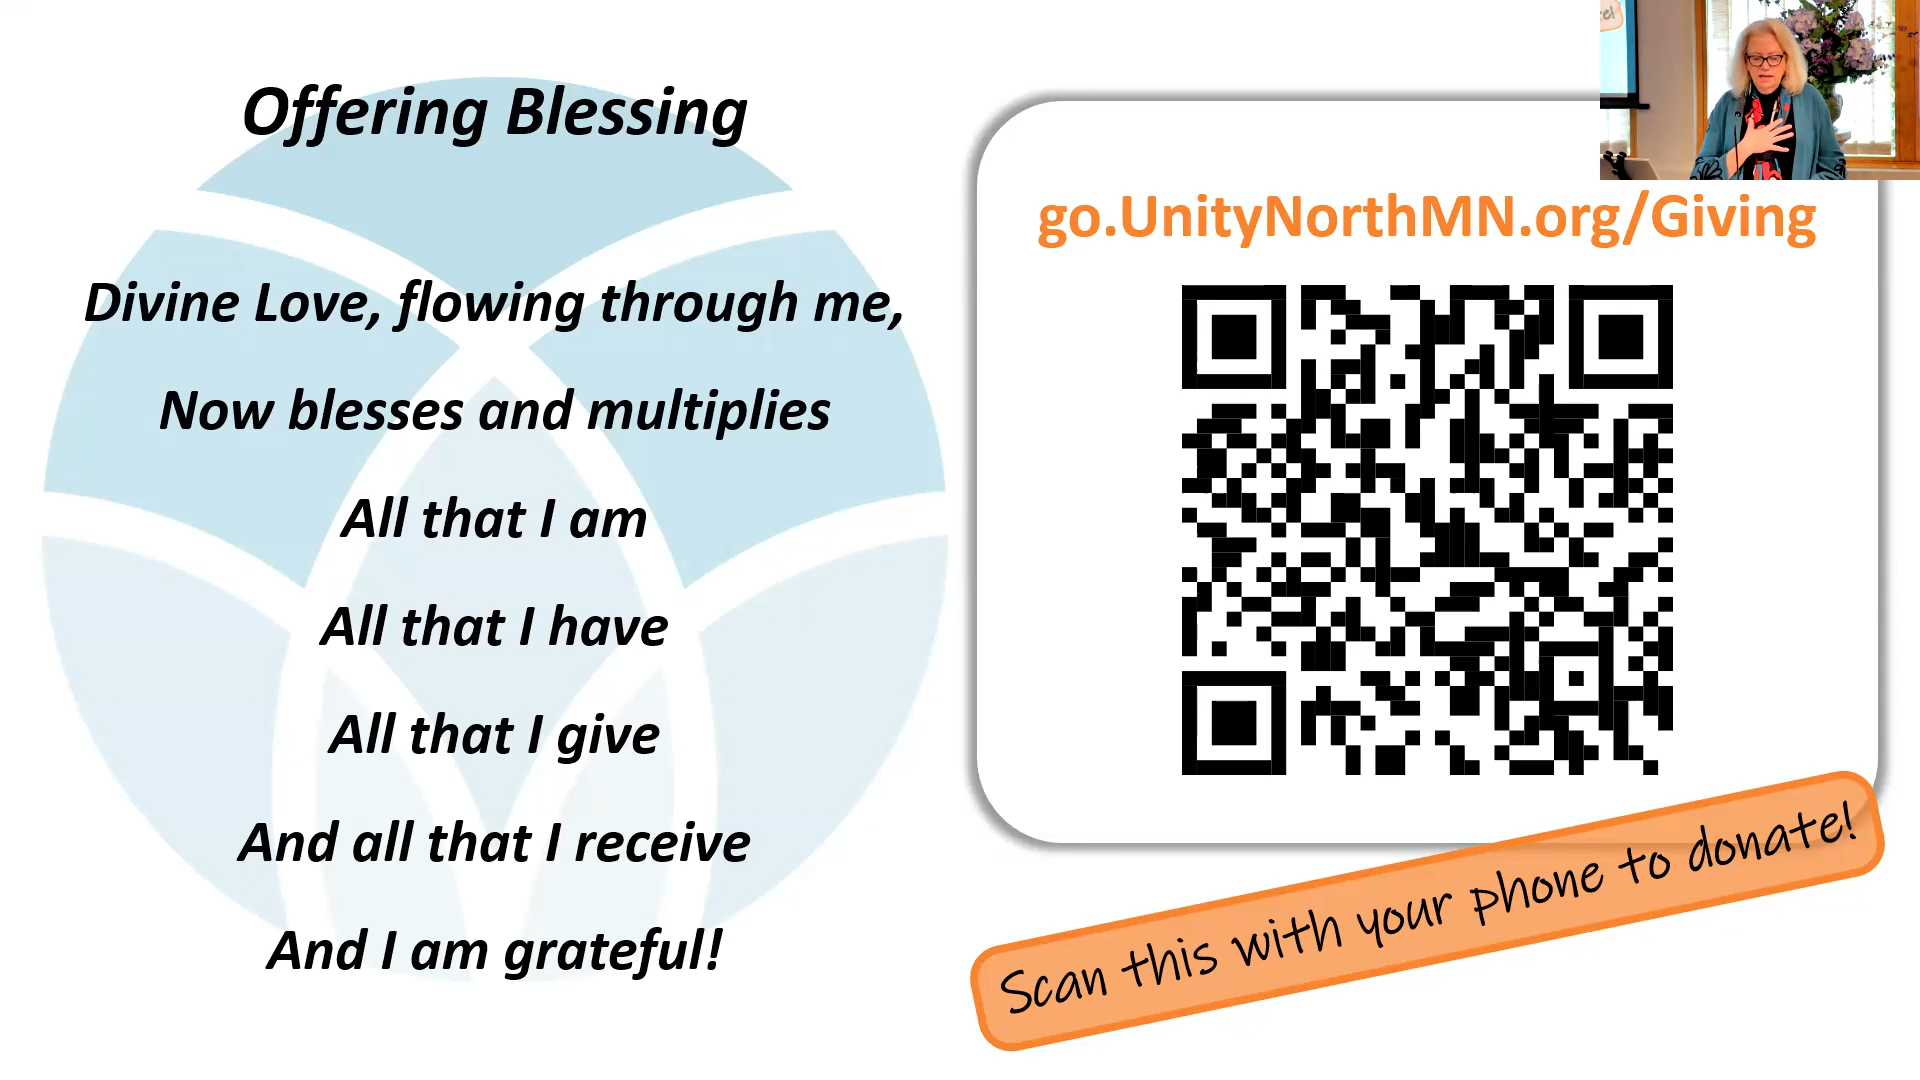 Offering Blessing
Divine Love, flowing through me,
Now blesses and multiplies
All that I am
All that I have
All that I give
And all that I receive
And I am grateful!
go.UnityNorthMN.org/Giving
Scan this with your phone to donate!